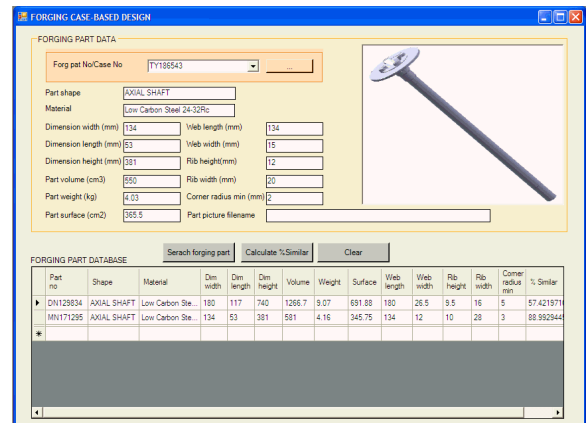 FORGING CASE-BASED DESIGN
FORGING PART DATA
Forg pat No/Case No TY186543 ...
Part shape AXIAL SHAFT
Material Low Carbon Steel 24-32Rc
Dimension width (mm) 134 Web length (mm) 134
Dimension length (mm) 53 Web width (mm) 15
Dimension height (mm) 381 Rib height(mm) 12
Part volume (cm3) 550 Rib width (mm) 20
Part weight (kg) 4.03 Corner radius min (mm) 2
Part surface (cm2) 365.5 Part picture filename
Serach forging part Calculate %Similar Clear
FORGING PART DATABASE
Part no Shape Material Dim width Dim length Dim height Volume Weight Surface Web length Web width Rib height Rib width Corner radius min % Similar
DN129834 AXIAL SHAFT Low Carbon Ste... 180 117 740 1266.7 9.07 691.88 180 26.5 9.5 16 5 57.4219716
MN171295 AXIAL SHAFT Low Carbon Ste... 134 53 381 581 4.16 345.75 134 12 10 28 3 88.9929445